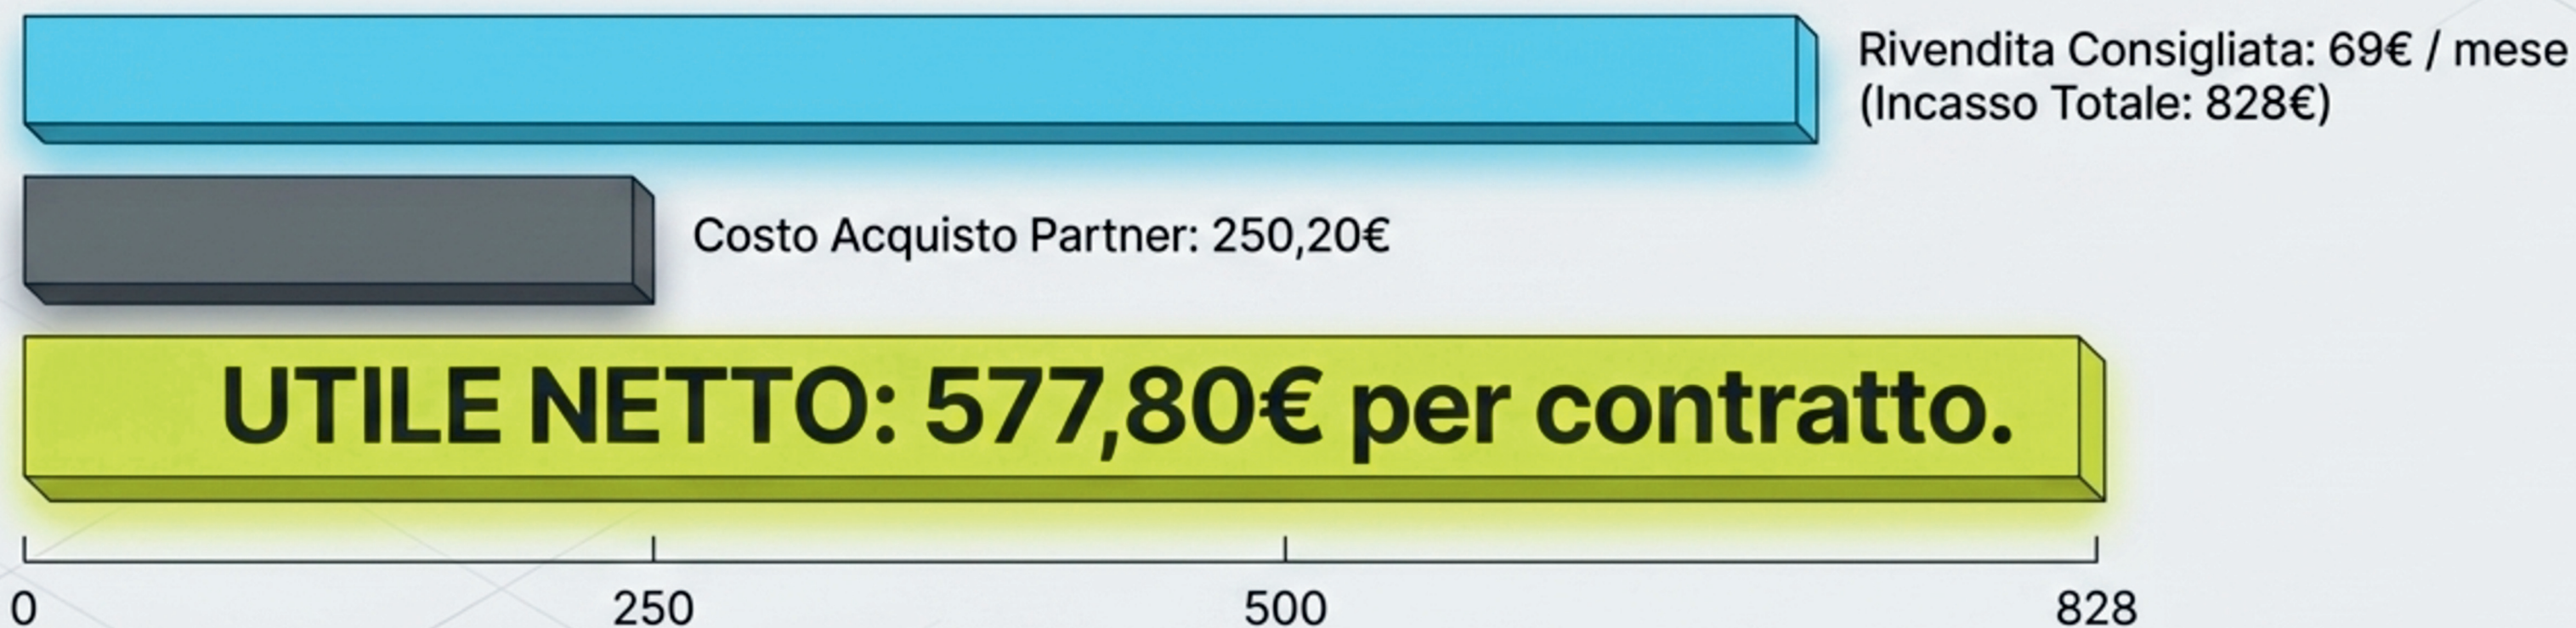 Rivendita Consigliata: 69€ / mese
(Incasso Totale: 828€)
Costo Acquisto Partner: 250,20€
UTILE NETTO: 577,80€ per contratto.
0 250 500 828